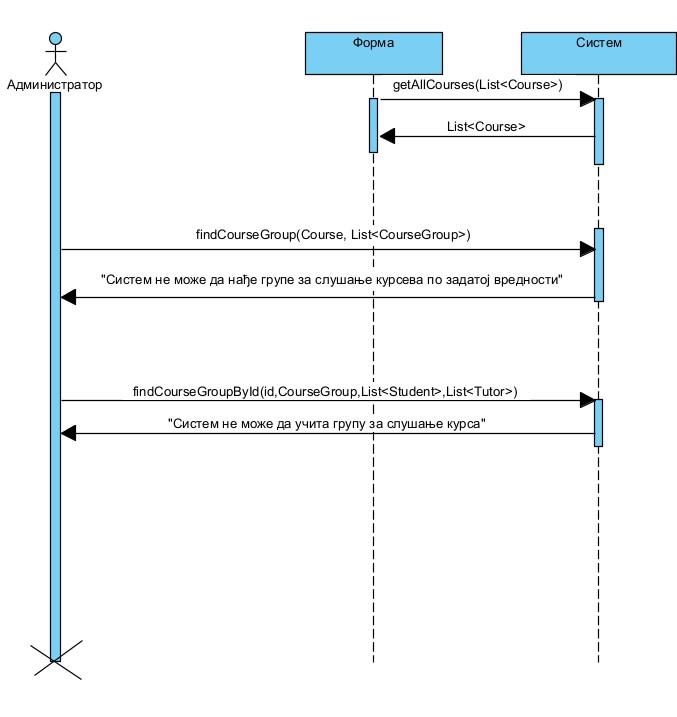 Форма
Систем
Администратор
getAllCourses(List<Course>)
List<Course>
findCourseGroup(Course, List<CourseGroup>)
"Систем не може да нађе групе за слушање курсева по задатој вредности"
findCourseGroupById(id,CourseGroup,List<Student>,List<Tutor>)
"Систем не може да учита групу за слушање курса"